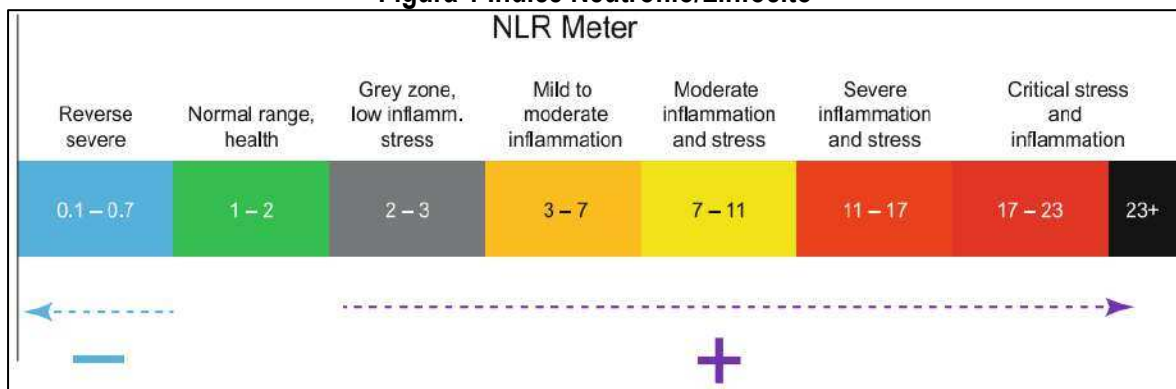 NLR Meter
Reverse
severe
Normal range,
health
Grey zone,
low inflamm.
stress
Mild to
moderate
inflammation
Moderate
inflammation
and stress
Severe
inflammation
and stress
Critical stress
and
inflammation
0.1 – 0.7
1 – 2
2 – 3
3 – 7
7 – 11
11 – 17
17 – 23
23+